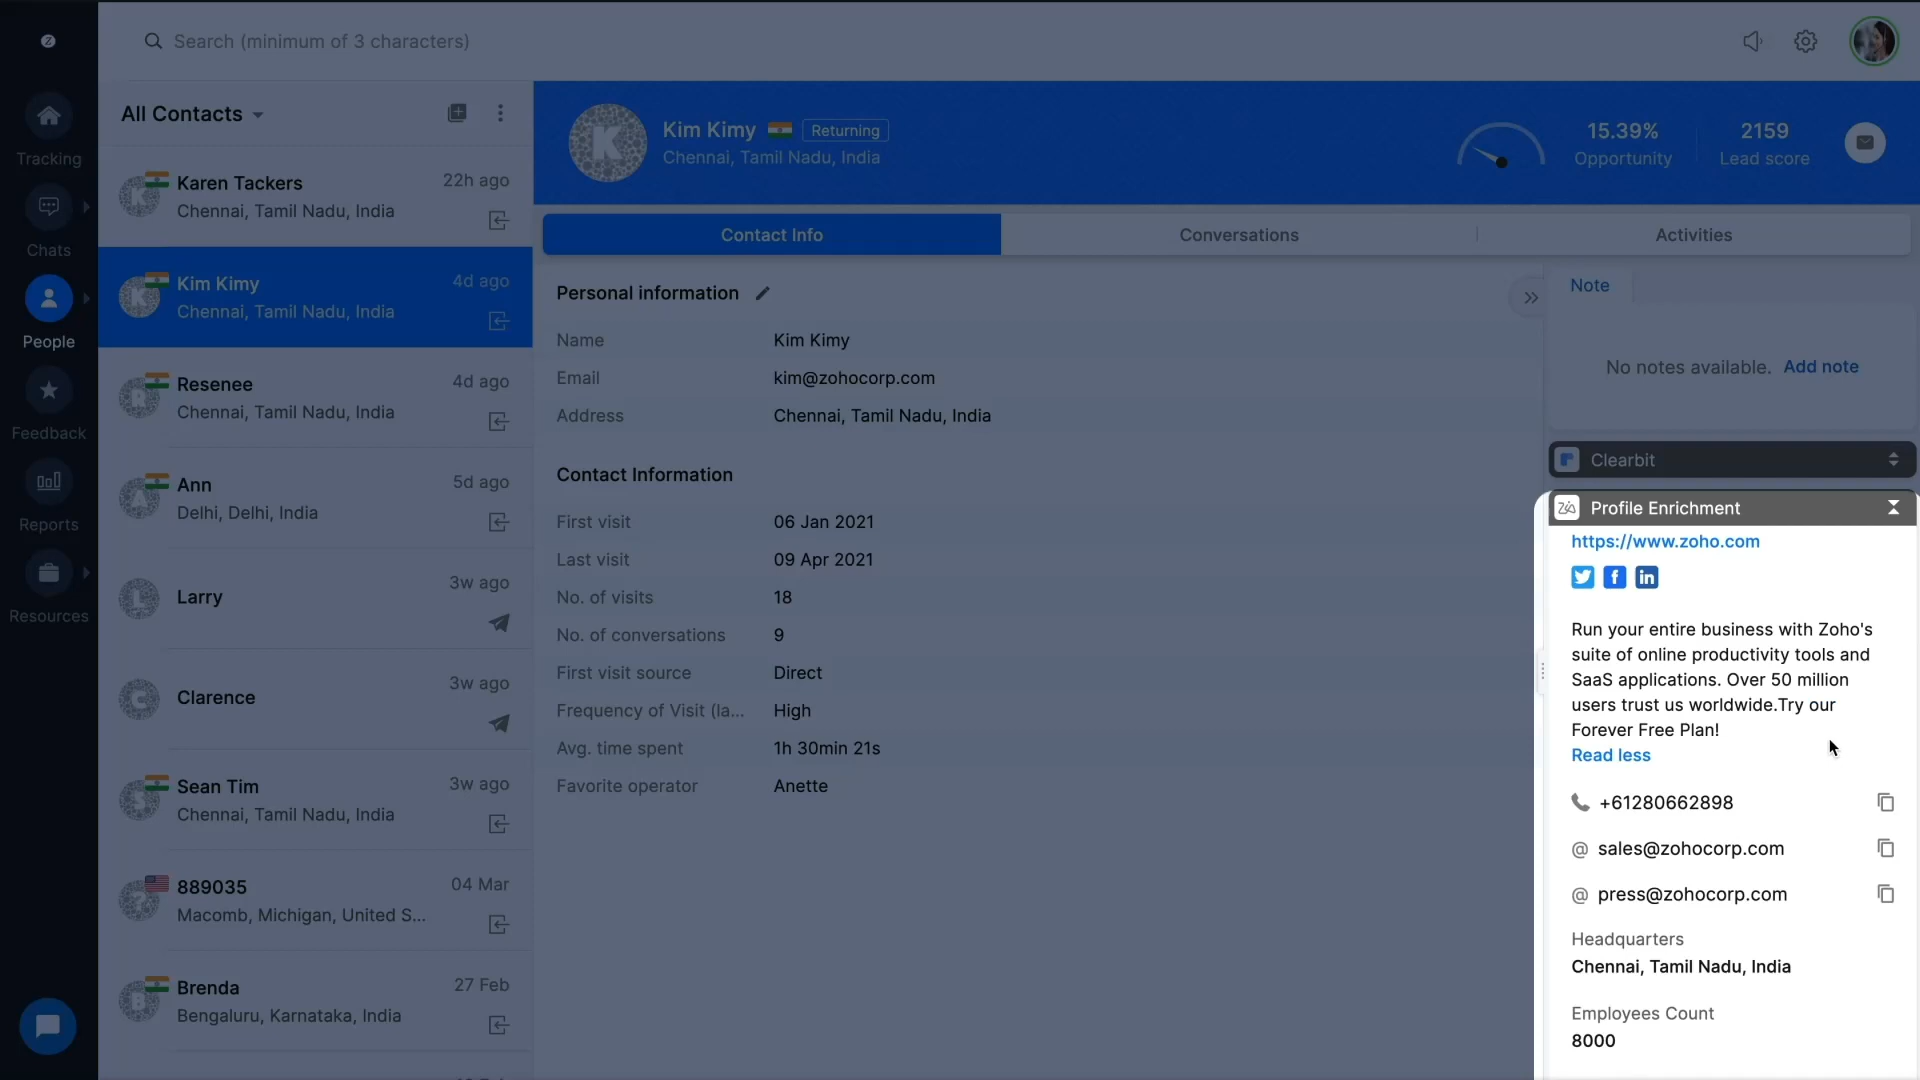 Search (minimum of 3 characters)
Tracking
Chats
People
Feedback
Reports
Resources
All Contacts
Karen Tackers
22h ago
Chennai, Tamil Nadu, India
Kim Kimy
4d ago
Chennai, Tamil Nadu, India
Resenee
4d ago
Chennai, Tamil Nadu, India
Ann
5d ago
Delhi, Delhi, India
Larry
3w ago
Clarence
3w ago
Sean Tim
3w ago
Chennai, Tamil Nadu, India
889035
04 Mar
Macomb, Michigan, United S...
Brenda
27 Feb
Bengaluru, Karnataka, India
K
Kim Kimy
Returning
Chennai, Tamil Nadu, India
15.39%
Opportunity
2159
Lead score
Contact Info
Conversations
Activities
Personal information
Name
Kim Kimy
Email
kim@zohocorp.com
Address
Chennai, Tamil Nadu, India
Contact Information
First visit
06 Jan 2021
Last visit
09 Apr 2021
No. of visits
18
No. of conversations
9
First visit source
Direct
Frequency of Visit (la...
High
Avg. time spent
1h 30min 21s
Favorite operator
Anette
Note
No notes available. Add note
Clearbit
Profile Enrichment
https://www.zoho.com
Run your entire business with Zoho's
suite of online productivity tools and
SaaS applications. Over 50 million
users trust us worldwide.Try our
Forever Free Plan!
Read less
+61280662898
@ sales@zohocorp.com
@ press@zohocorp.com
Headquarters
Chennai, Tamil Nadu, India
Employees Count
8000